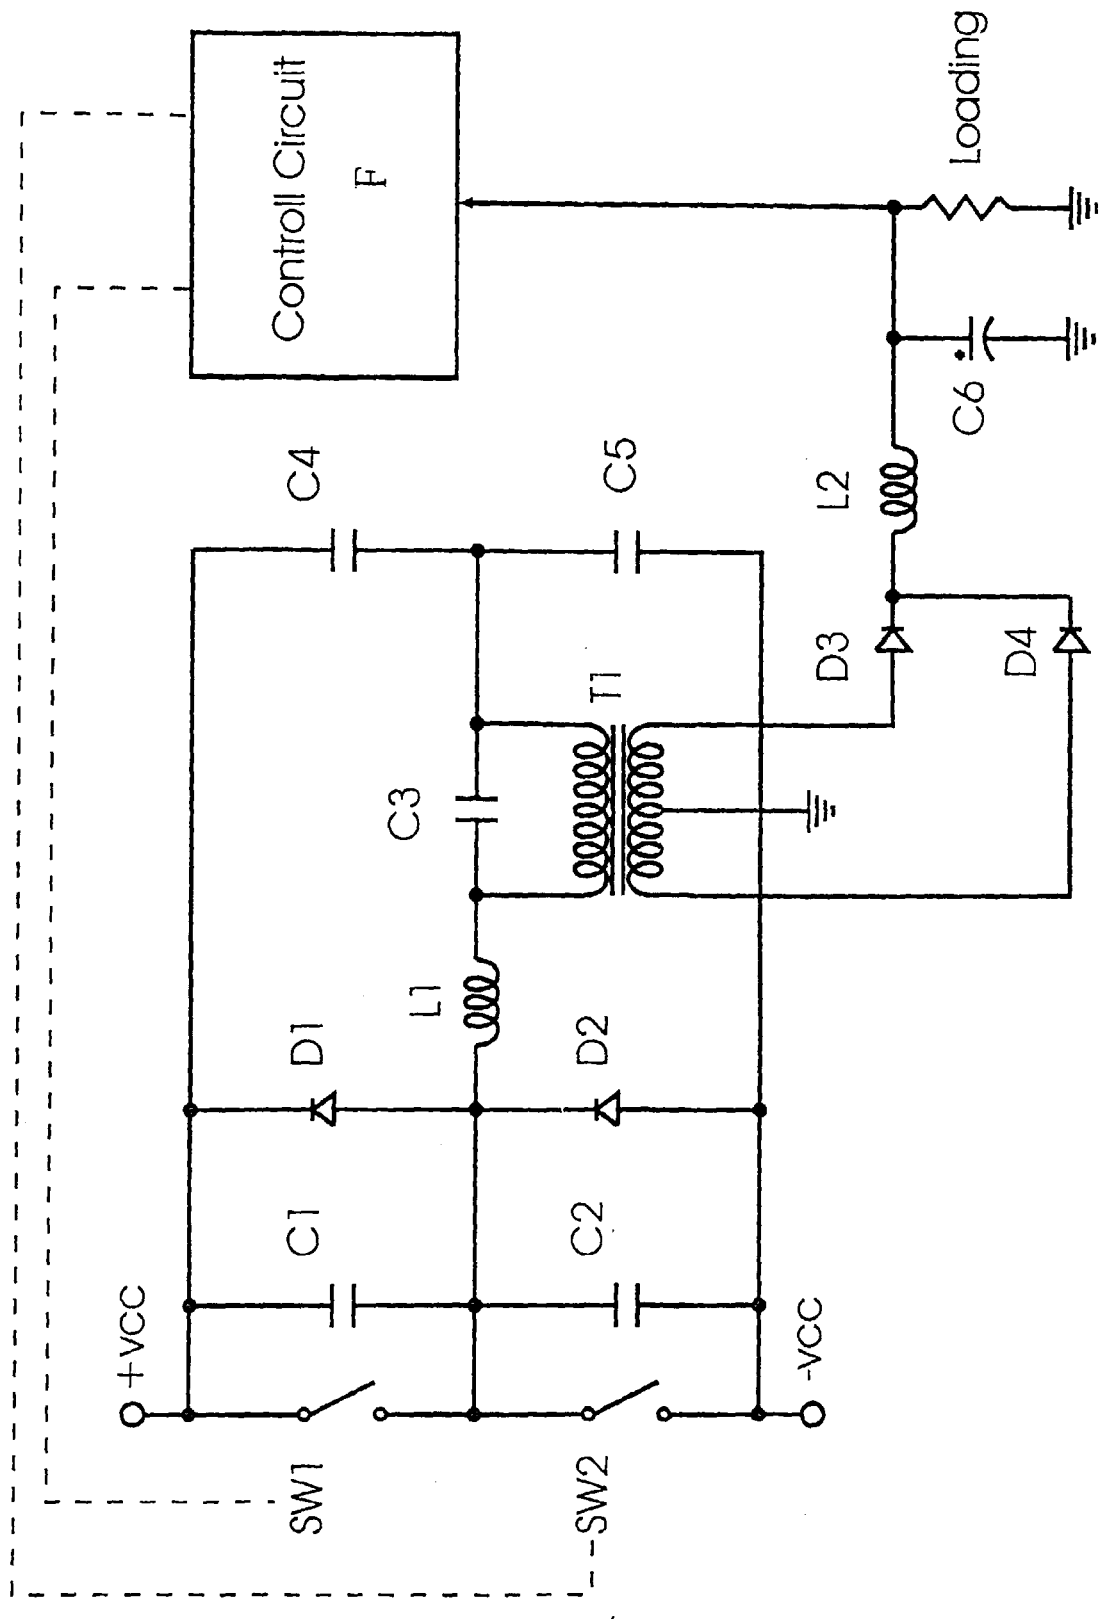 Controll Circuit
F
+VCC
SW1
C1
D1
L1
C3
C4
T1
SW2
C2
D2
C5
-VCC
D3
L2
C6
D4
Loading